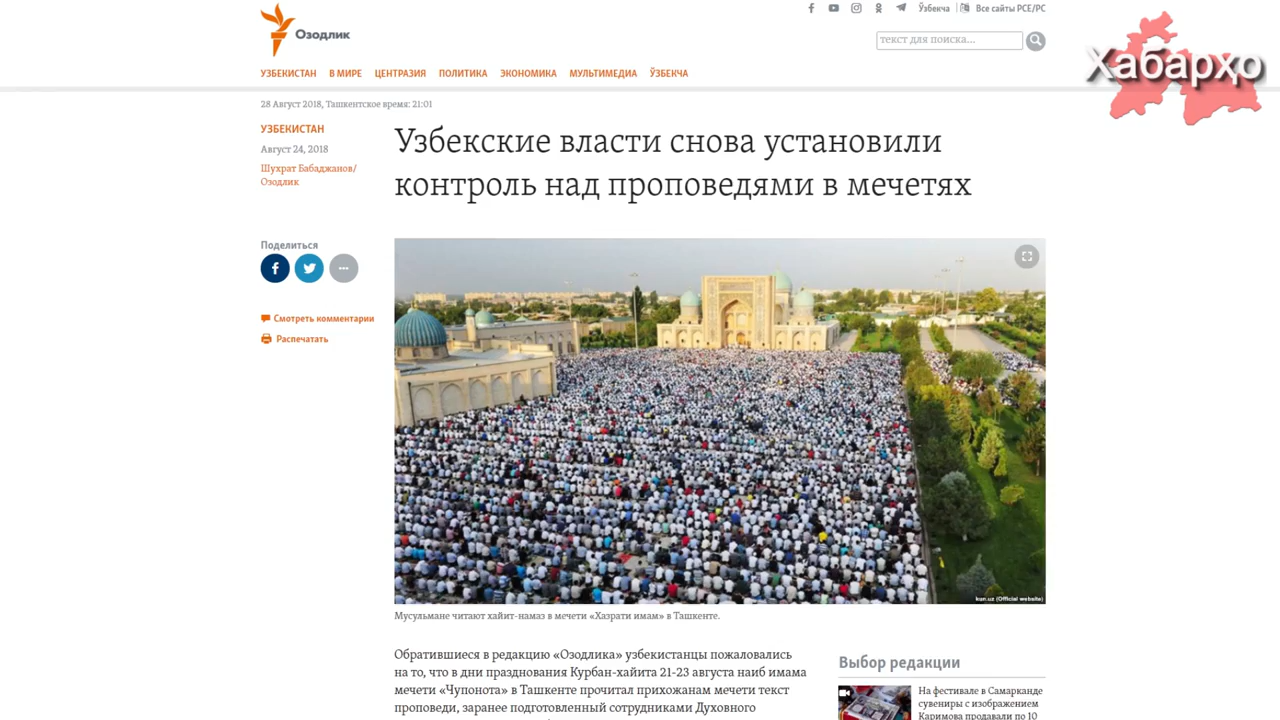 Ўзбекча
Все сайты РСЕ/РС
Озодлик
текст для поиска...
Хабарҳо
УЗБЕКИСТАН В МИРЕ ЦЕНТРАЗИЯ ПОЛИТИКА ЭКОНОМИКА МУЛЬТИМЕДИА ЎЗБЕКЧА
28 Август 2018, Ташкентское время: 21:01
УЗБЕКИСТАН
Август 24, 2018
Шухрат Бабаджанов/
Озодлик
Узбекские власти снова установили
контроль над проповедями в мечетях
Поделиться
Смотреть комментарии
Распечатать
kun.uz (Official website)
Мусульмане читают хайит-намаз в мечети «Хазрати имам» в Ташкенте.
Обратившиеся в редакцию «Озодлика» узбекистанцы пожаловались
на то, что в дни празднования Курбан-хайита 21-23 августа наиб имама
мечети «Чупонота» в Ташкенте прочитал прихожанам мечети текст
проповеди, заранее подготовленный сотрудниками Духовного
Выбор редакции
На фестивале в Самарканде
сувениры с изображением
Каримова продавали по 10